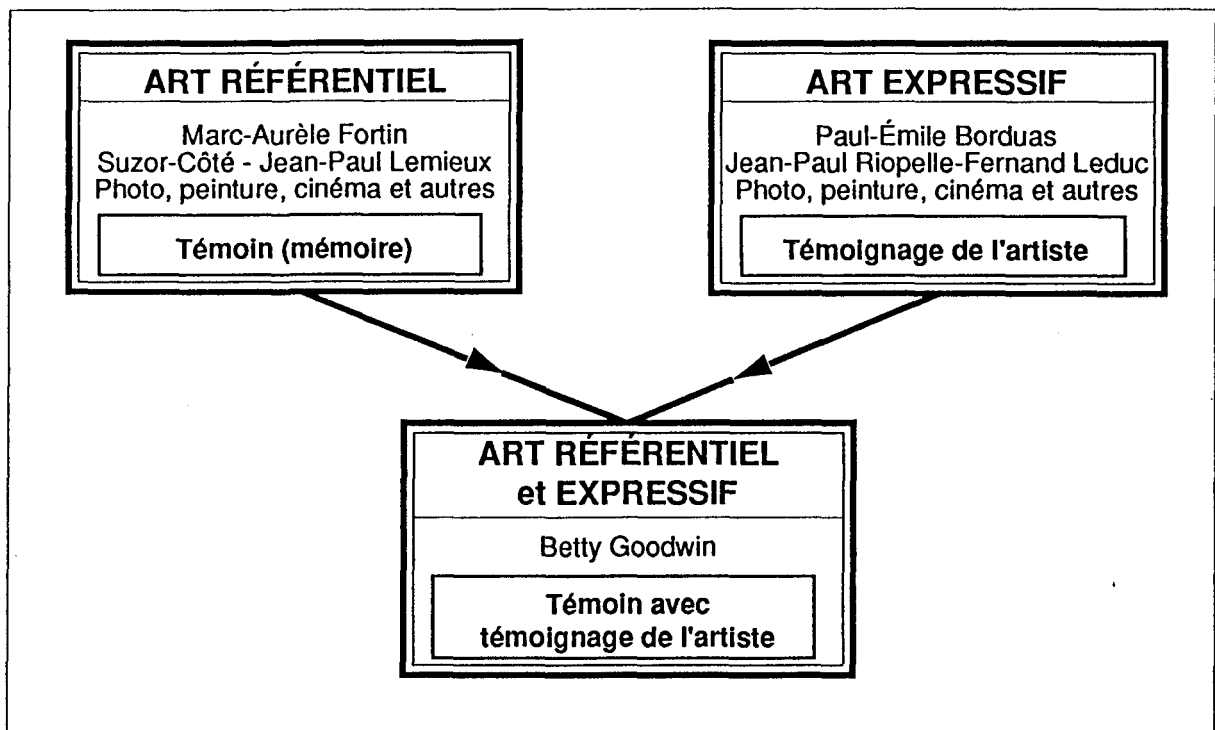 ART RÉFÉRENTIEL
Marc-Aurèle Fortin
Suzor-Côté - Jean-Paul Lemieux
Photo, peinture, cinéma et autres
Témoin (mémoire)
ART EXPRESSIF
Paul-Émile Borduas
Jean-Paul Riopelle-Fernand Leduc
Photo, peinture, cinéma et autres
Témoignage de l'artiste
ART RÉFÉRENTIEL
et EXPRESSIF
Betty Goodwin
Témoin avec
témoignage de l'artiste